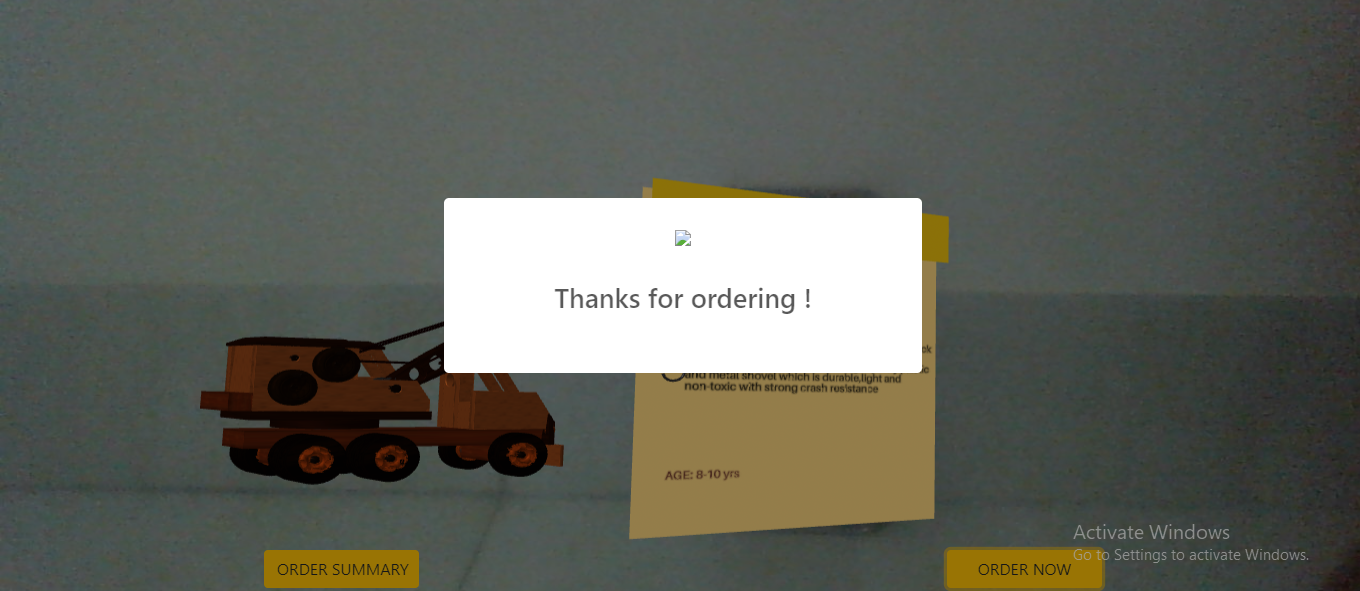 Thanks for ordering !
and metal shovel which is durable,light and
non-toxic with strong crash resistance
AGE: 8-10 yrs
Activate Windows
Go to Settings to activate Windows.
ORDER SUMMARY
ORDER NOW